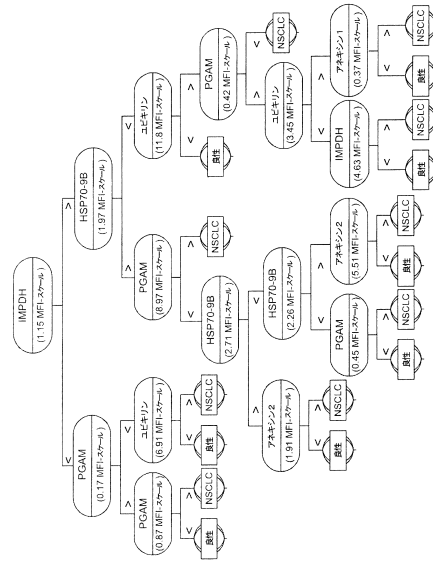 IMPDH
(1.15 MFI-スケール)
< >
PGAM
(0.17 MFI-スケール)
HSP70-9B
(1.97 MFI-スケール)
> < > <
PGAM
(0.87 MFI-スケール)
ユビキリン
(6.91 MFI-スケール)
PGAM
(8.97 MFI-スケール)
ユビキリン
(11.8 MFI-スケール)
< > < > < > < >
良性
NSCLC
良性
NSCLC
HSP70-9B
(2.71 MFI-スケール)
NSCLC
良性
PGAM
(0.42 MFI-スケール)
> < > <
アネキシン2
(1.91 MFI-スケール)
HSP70-9B
(2.26 MFI-スケール)
ユビキリン
(3.45 MFI-スケール)
NSCLC
< > < > < >
良性
NSCLC
PGAM
(0.45 MFI-スケール)
アネキシン2
(5.51 MFI-スケール)
IMPDH
(4.63 MFI-スケール)
アネキシン1
(0.37 MFI-スケール)
< > < > < > < >
良性
NSCLC
良性
NSCLC
良性
NSCLC
良性
NSCLC